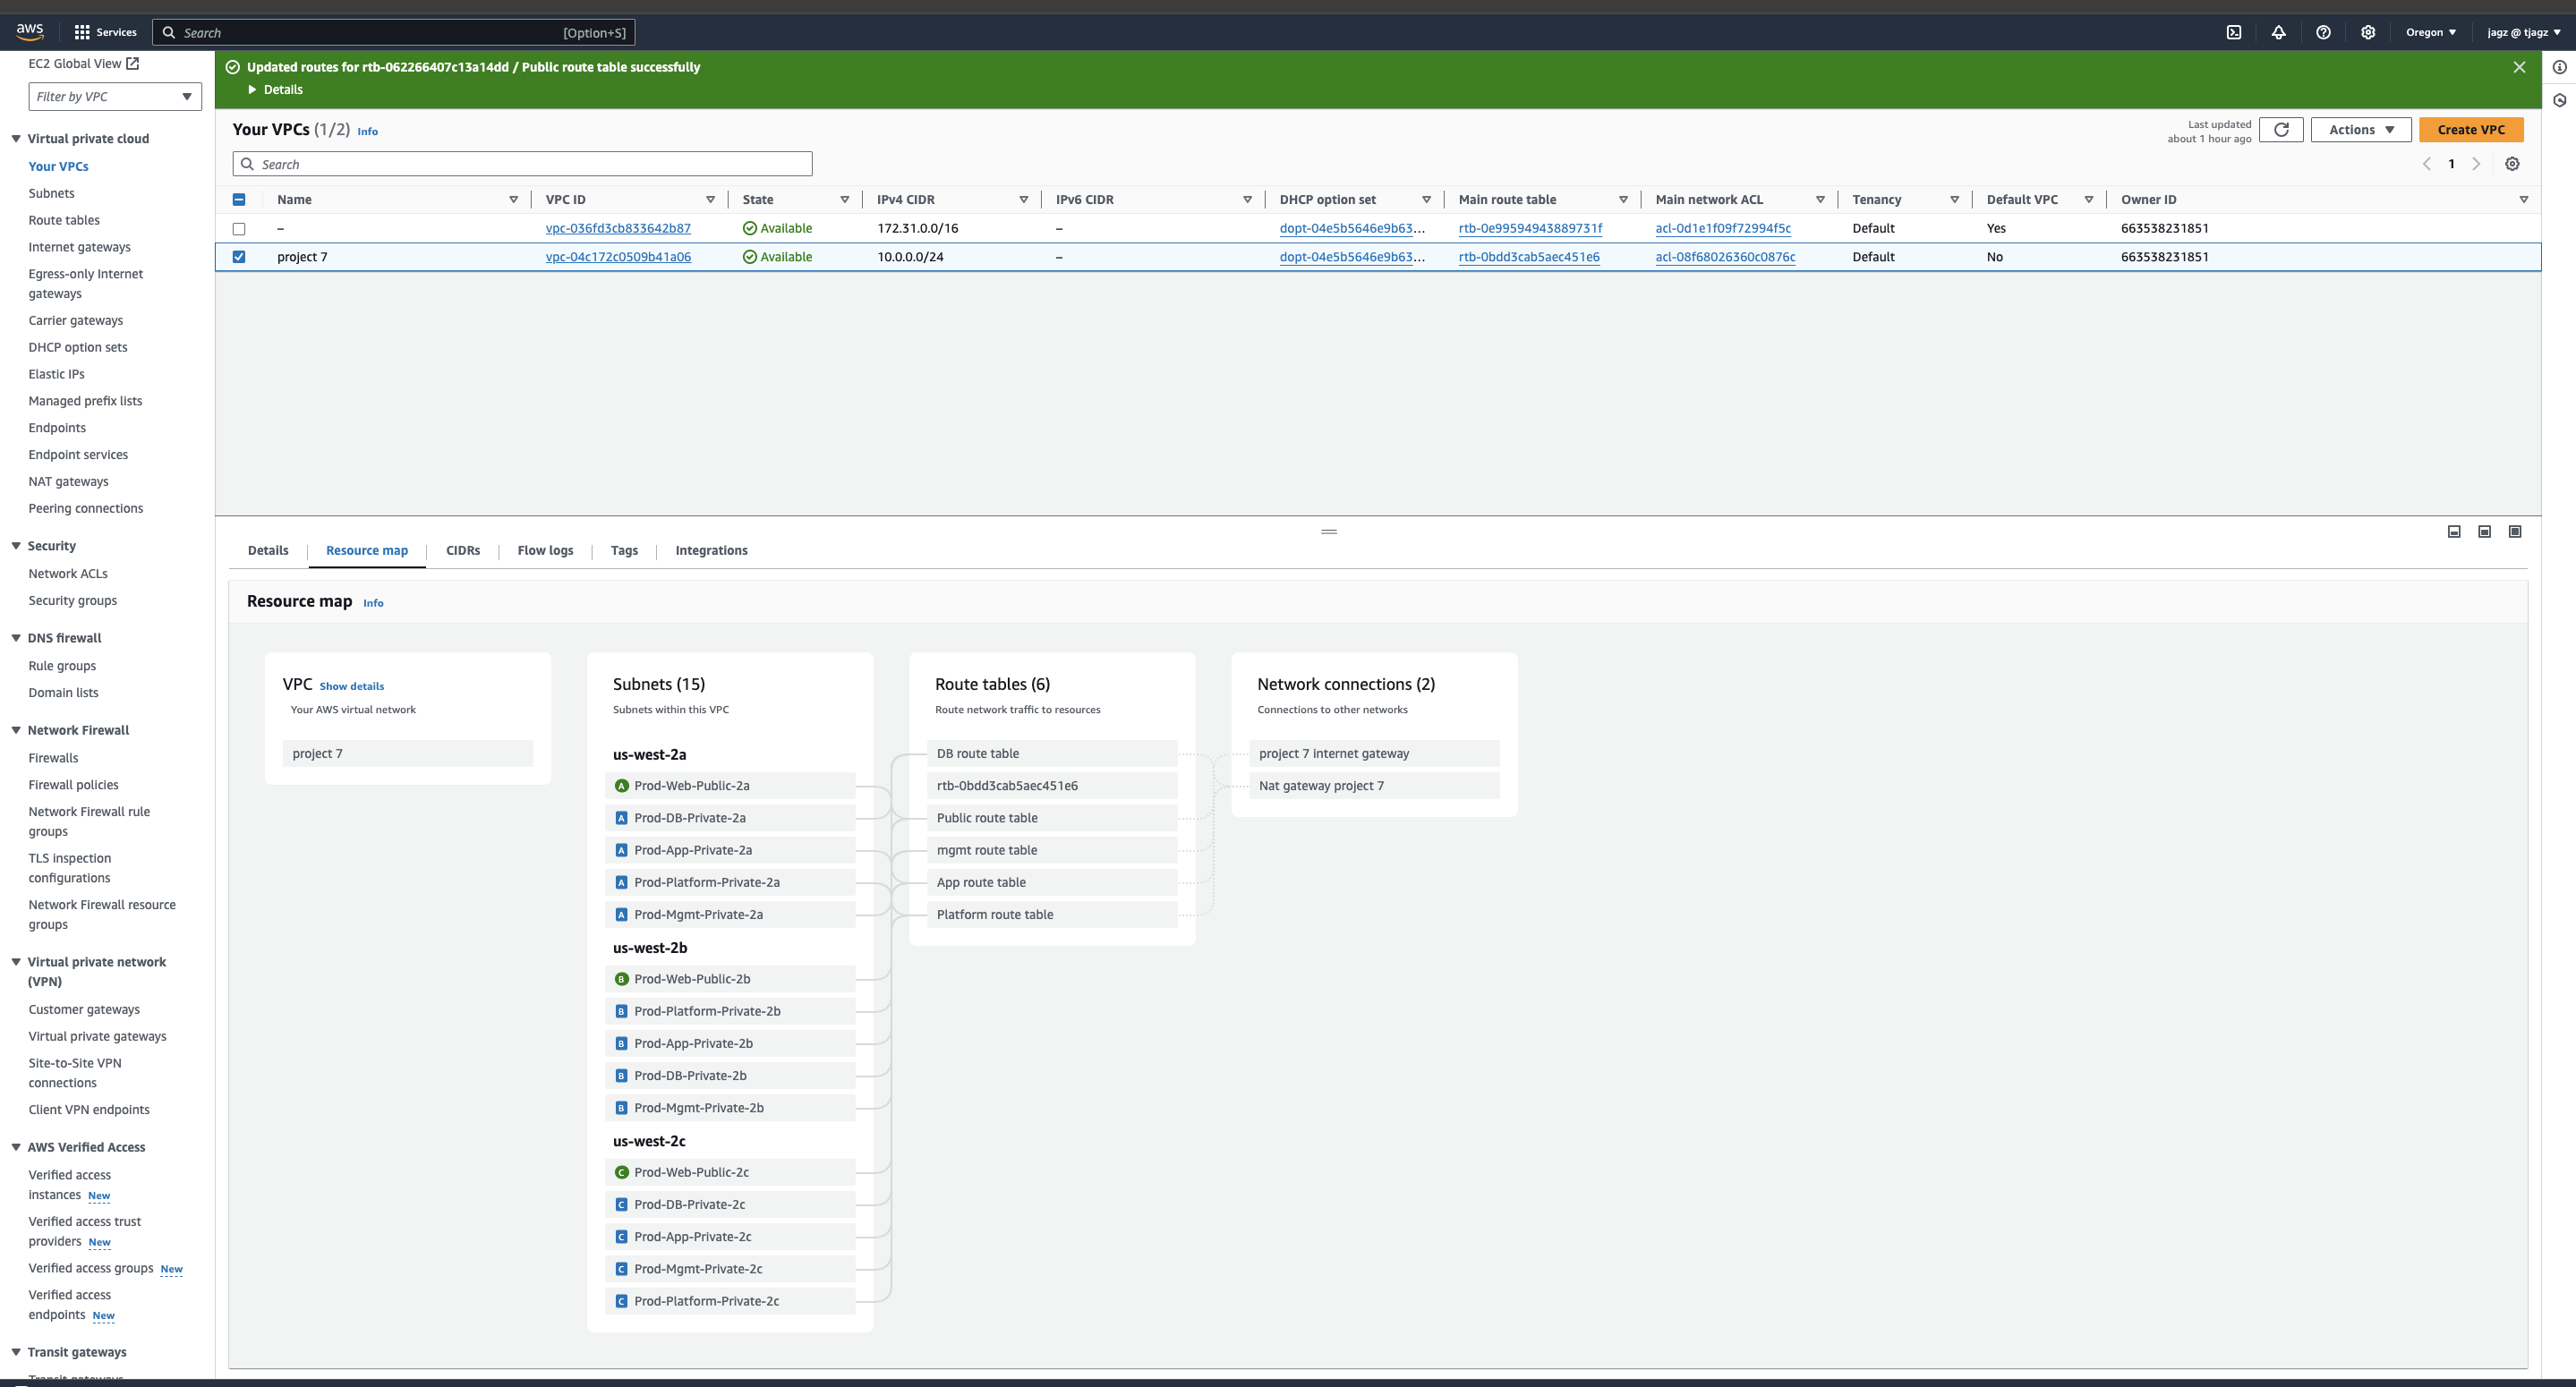 aws
Services
Search
[Option+S]
Oregon
jagz @ tjagz
EC2 Global View
Filter by VPC
Virtual private cloud
Your VPCs
Subnets
Route tables
Internet gateways
Egress-only Internet
gateways
Carrier gateways
DHCP option sets
Elastic IPs
Managed prefix lists
Endpoints
Endpoint services
NAT gateways
Peering connections
Security
Network ACLs
Security groups
DNS firewall
Rule groups
Domain lists
Network Firewall
Firewalls
Firewall policies
Network Firewall rule
groups
TLS inspection
configurations
Network Firewall resource
groups
Virtual private network
(VPN)
Customer gateways
Virtual private gateways
Site-to-Site VPN
connections
Client VPN endpoints
AWS Verified Access
Verified access
instances New
Verified access trust
providers New
Verified access groups New
Verified access
endpoints New
Transit gateways
Transit gateways
Updated routes for rtb-062266407c13a14dd / Public route table successfully
Details
Your VPCs (1/2) Info
Last updated
about 1 hour ago
Actions
Create VPC
Search
1
Name VPC ID State IPv4 CIDR IPv6 CIDR DHCP option set Main route table Main network ACL Tenancy Default VPC Owner ID
– vpc-036fd3cb833642b87 Available 172.31.0.0/16 – dopt-04e5b5646e9b63... rtb-0e99594943889731f acl-0d1e1f09f72994f5c Default Yes 663538231851
project 7 vpc-04c172c0509b41a06 Available 10.0.0.0/24 – dopt-04e5b5646e9b63... rtb-0bdd3cab5aec451e6 acl-08f68026360c0876c Default No 663538231851
Details
Resource map
CIDRs
Flow logs
Tags
Integrations
Resource map Info
VPC Show details
Your AWS virtual network
project 7
Subnets (15)
Subnets within this VPC
us-west-2a
A Prod-Web-Public-2a
A Prod-DB-Private-2a
A Prod-App-Private-2a
A Prod-Platform-Private-2a
A Prod-Mgmt-Private-2a
us-west-2b
B Prod-Web-Public-2b
B Prod-Platform-Private-2b
B Prod-App-Private-2b
B Prod-DB-Private-2b
B Prod-Mgmt-Private-2b
us-west-2c
C Prod-Web-Public-2c
C Prod-DB-Private-2c
C Prod-App-Private-2c
C Prod-Mgmt-Private-2c
C Prod-Platform-Private-2c
Route tables (6)
Route network traffic to resources
DB route table
rtb-0bdd3cab5aec451e6
Public route table
mgmt route table
App route table
Platform route table
Network connections (2)
Connections to other networks
project 7 internet gateway
Nat gateway project 7